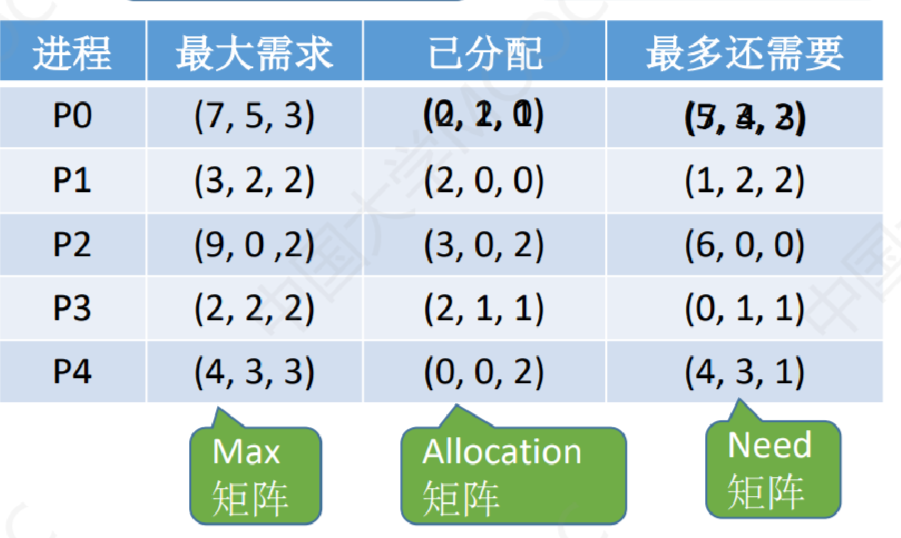 进程 最大需求 已分配 最多还需要
P0 (7, 5, 3)
P1 (3, 2, 2) (2, 0, 0) (1, 2, 2)
P2 (9, 0 ,2) (3, 0, 2) (6, 0, 0)
P3 (2, 2, 2) (2, 1, 1) (0, 1, 1)
P4 (4, 3, 3) (0, 0, 2) (4, 3, 1)
Max
矩阵
Allocation
矩阵
Need
矩阵